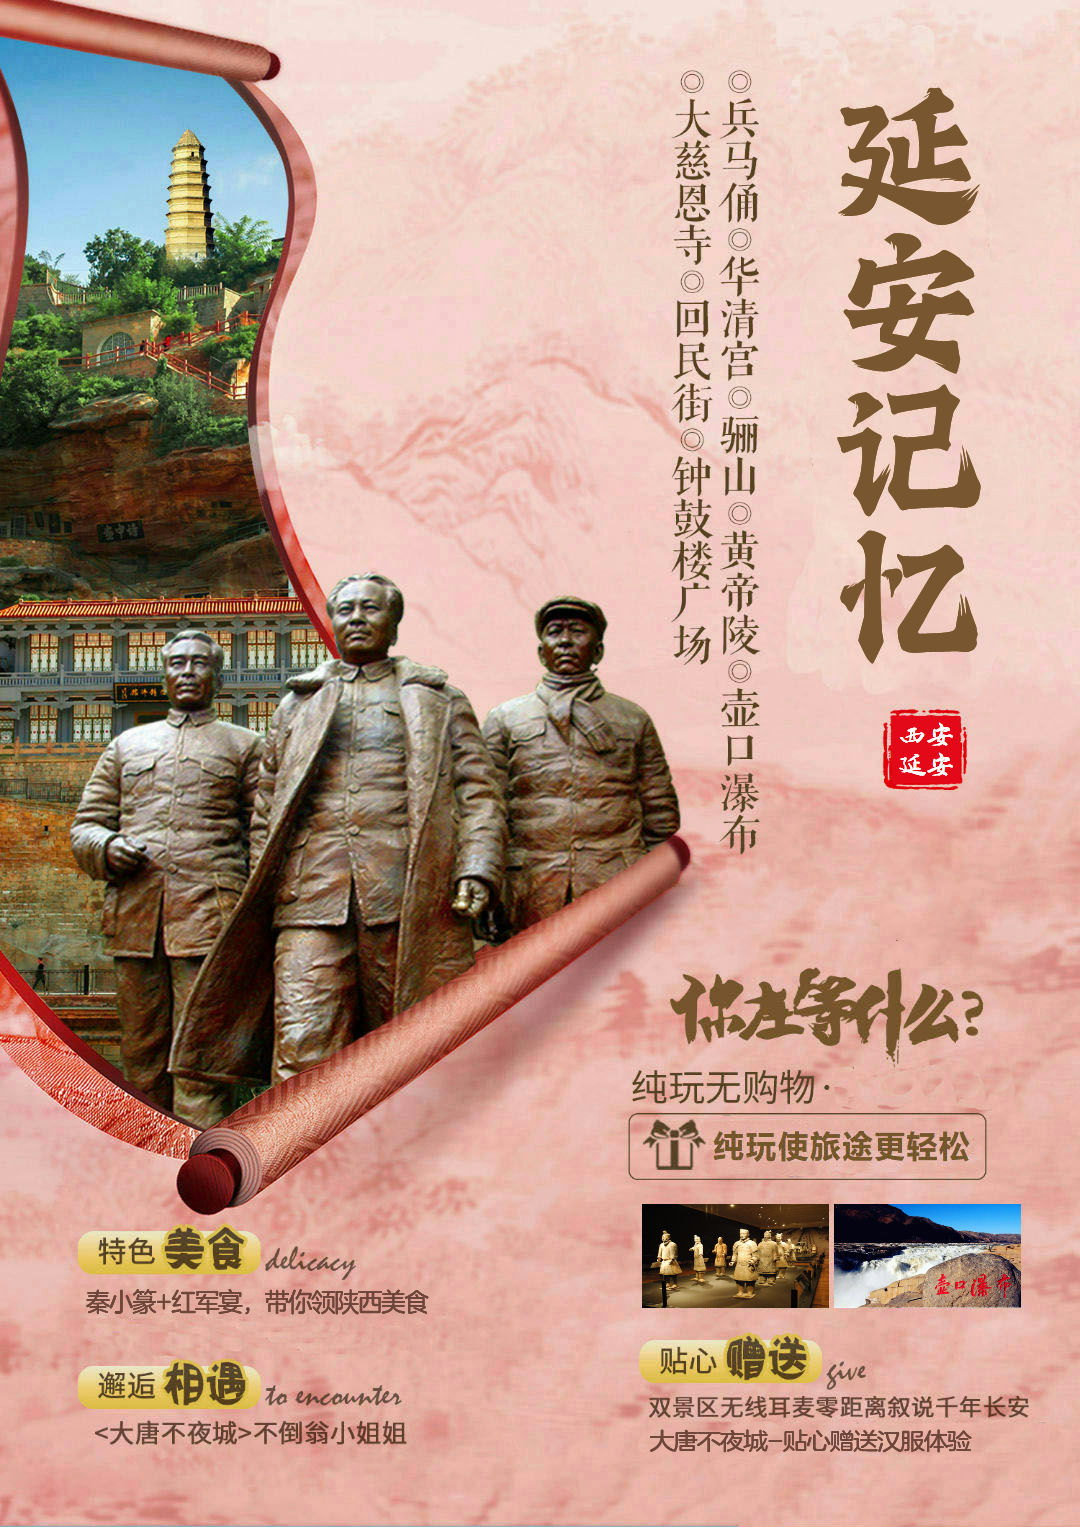 延安记忆
◎兵马俑◎华清宫◎骊山◎黄帝陵◎壶口瀑布
◎大慈恩寺◎回民街◎钟鼓楼广场
西安
延安
你在等什么?
纯玩无购物·
纯玩使旅途更轻松
壶口瀑布
特色 美食 delicacy
秦小篆+红军宴，带你领陕西美食
邂逅 相遇 to encounter
<大唐不夜城>不倒翁小姐姐
贴心 赠送 give
双景区无线耳麦零距离叙说千年长安
大唐不夜城-贴心赠送汉服体验